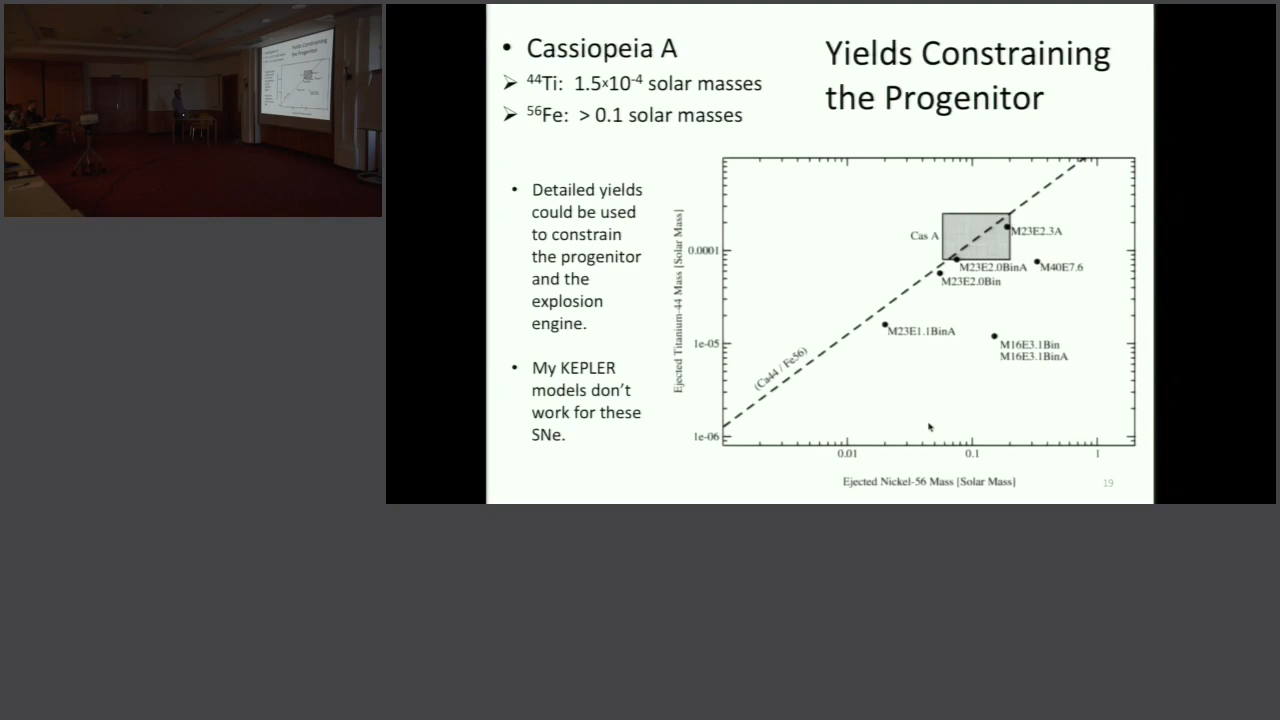 • Cassiopeia A
➢ ⁴⁴Ti: 1.5×10⁻⁴ solar masses
➢ ⁵⁶Fe: > 0.1 solar masses
Yields Constraining
the Progenitor
• Detailed yields
could be used
to constrain
the progenitor
and the
explosion
engine.
• My KEPLER
models don't
work for these
SNe.
Ejected Titanium-44 Mass [Solar Mass]
0.0001
1e-05
1e-06
Cas A
M23E2.3A
M23E2.0BinA
M40E7.6
M23E2.0Bin
M23E1.1BinA
M16E3.1Bin
M16E3.1BinA
(Ca44 / Fe56)
0.01
0.1
1
Ejected Nickel-56 Mass [Solar Mass]
19
Yields Constraining
the Progenitor